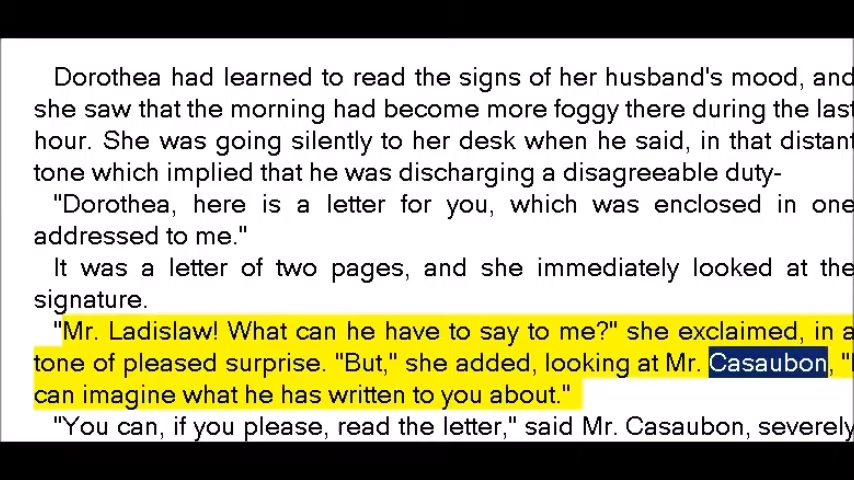 Dorothea had learned to read the signs of her husband's mood, and
she saw that the morning had become more foggy there during the last
hour. She was going silently to her desk when he said, in that distant
tone which implied that he was discharging a disagreeable duty-
"Dorothea, here is a letter for you, which was enclosed in one
addressed to me."
It was a letter of two pages, and she immediately looked at the
signature.
"Mr. Ladislaw! What can he have to say to me?" she exclaimed, in a
tone of pleased surprise. "But," she added, looking at Mr. Casaubon, "I
can imagine what he has written to you about."
"You can, if you please, read the letter," said Mr. Casaubon, severely